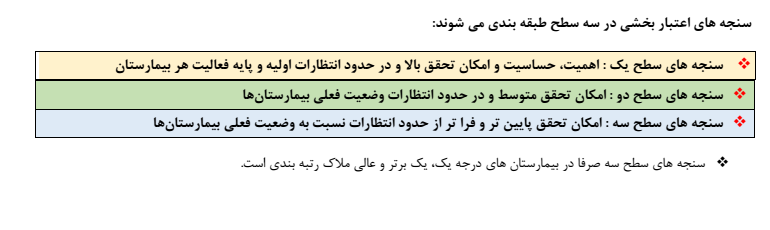 سنجه های اعتبار بخشی در سه سطح طبقه بندی می شوند:
❖ سنجه های سطح یک : اهمیت، حساسیت و امکان تحقق بالا و در حدود انتظارات اولیه و پایه فعالیت هر بیمارستان
❖ سنجه های سطح دو : امکان تحقق متوسط و در حدود انتظارات وضعیت فعلی بیمارستان‌ها
❖ سنجه های سطح سه : امکان تحقق پایین تر و فرا تر از حدود انتظارات نسبت به وضعیت فعلی بیمارستان‌ها
❖ سنجه های سطح سه صرفا در بیمارستان های درجه یک، یک برتر و عالی ملاک رتبه بندی است.